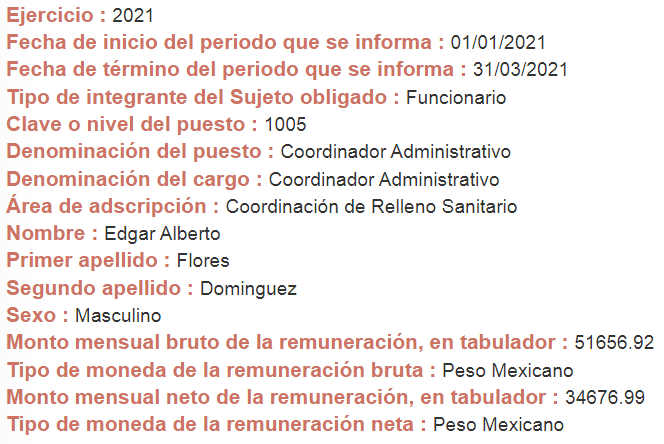 Ejercicio : 2021
Fecha de inicio del periodo que se informa : 01/01/2021
Fecha de término del periodo que se informa : 31/03/2021
Tipo de integrante del Sujeto obligado : Funcionario
Clave o nivel del puesto : 1005
Denominación del puesto : Coordinador Administrativo
Denominación del cargo : Coordinador Administrativo
Área de adscripción : Coordinación de Relleno Sanitario
Nombre : Edgar Alberto
Primer apellido : Flores
Segundo apellido : Dominguez
Sexo : Masculino
Monto mensual bruto de la remuneración, en tabulador : 51656.92
Tipo de moneda de la remuneración bruta : Peso Mexicano
Monto mensual neto de la remuneración, en tabulador : 34676.99
Tipo de moneda de la remuneración neta : Peso Mexicano